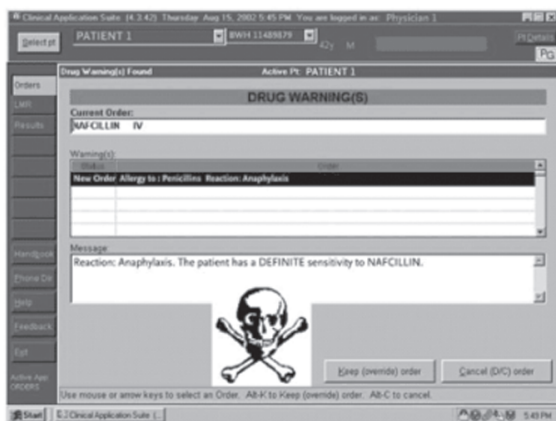 Clinical Application Suite: (4.3.42) Thursday Aug 15, 2002 5:45 PM You are logged in as: Physician 1
Select pt PATIENT 1 BWH 11489879 42y M Pt Details
PG
Drug Warning(s) Found Active Pt: PATIENT 1
Orders
DRUG WARNING(S)
LMR
Current Order:
NAFCILLIN IV
Results
Warning(s):
Status Order
New Order Allergy to : Penicillins Reaction: Anaphylaxis
Message
Reaction: Anaphylaxis. The patient has a DEFINITE sensitivity to NAFCILLIN.
Handbook
Phone Dir
Help
Feedback
Exit
Keep (override) order Cancel (D/C) order
Active App:
ORDERS
Use mouse or arrow keys to select an Order. Alt-K to Keep (override) order. Alt-C to cancel.
Start Clinical Application Suite (... 5:45 PM